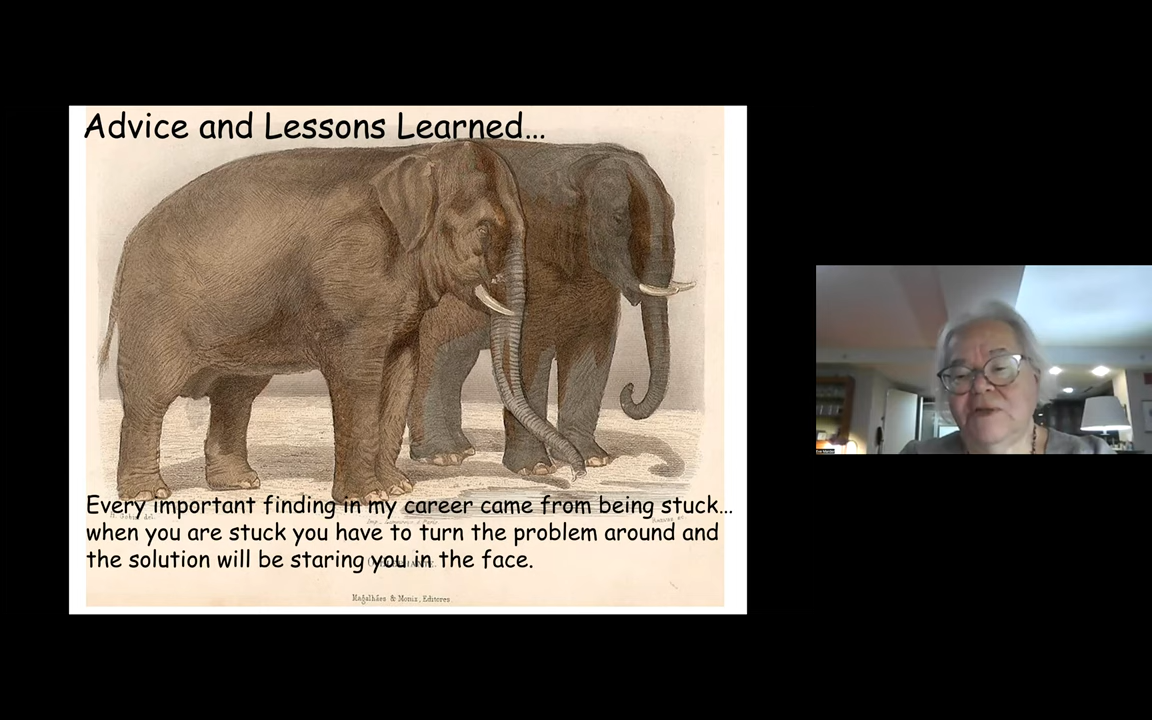 Advice and Lessons Learned...
Every important finding in my career came from being stuck...
when you are stuck you have to turn the problem around and
the solution will be staring you in the face.
Magalhães & Moniz, Editores